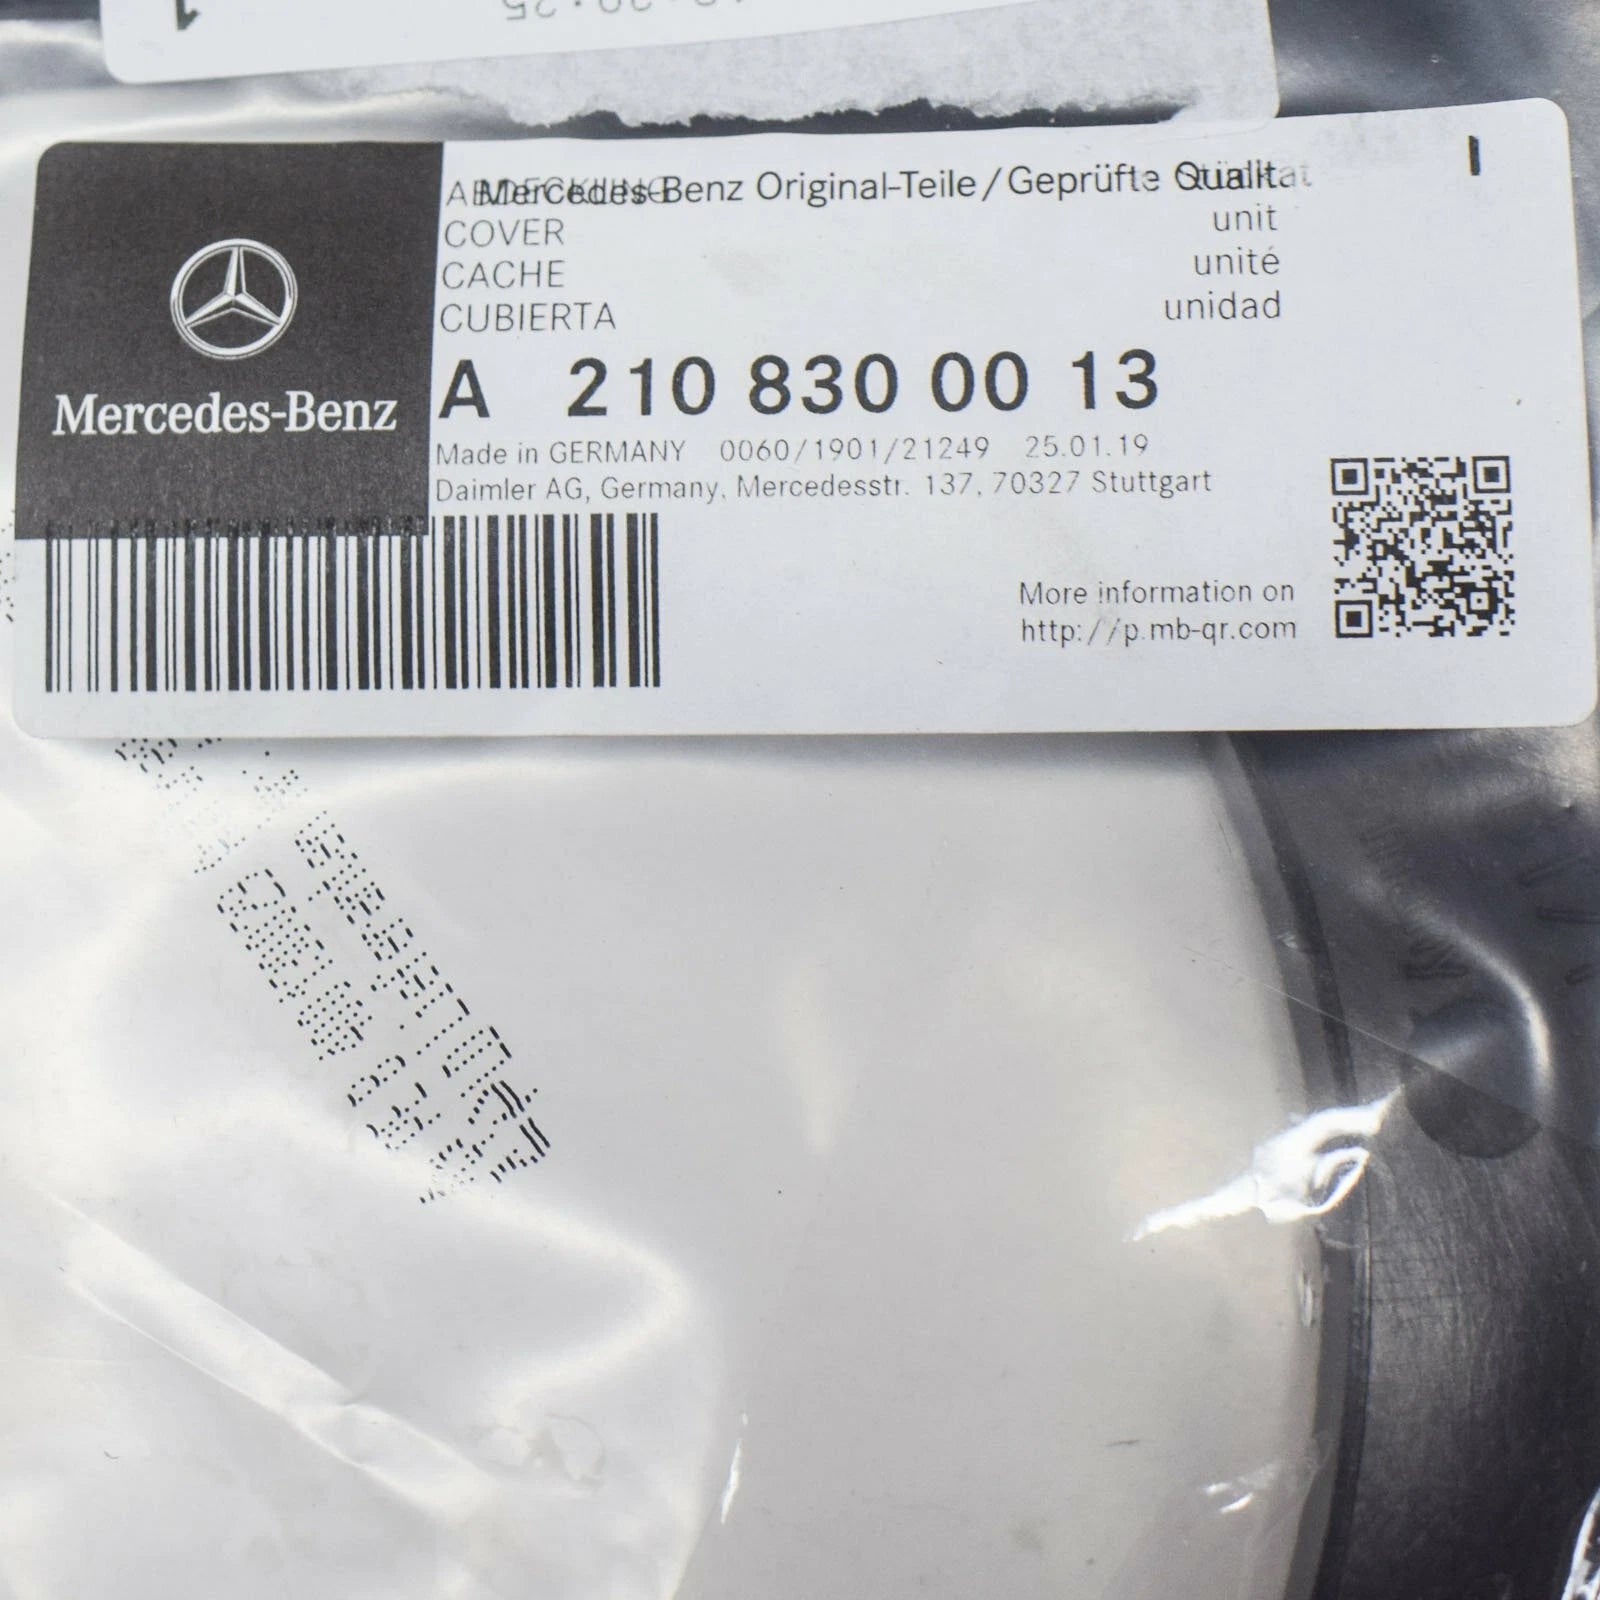 Mercedes-Benz Original-Teile/Geprüfte Qualität
ABDECKUNG Stück
COVER unit
CACHE unité
CUBIERTA unidad
A 210 830 00 13
Made in GERMANY 0060/1901/21249 25.01.19
Daimler AG, Germany, Mercedesstr. 137, 70327 Stuttgart
Mercedes-Benz
More information on
http://p.mb-qr.com